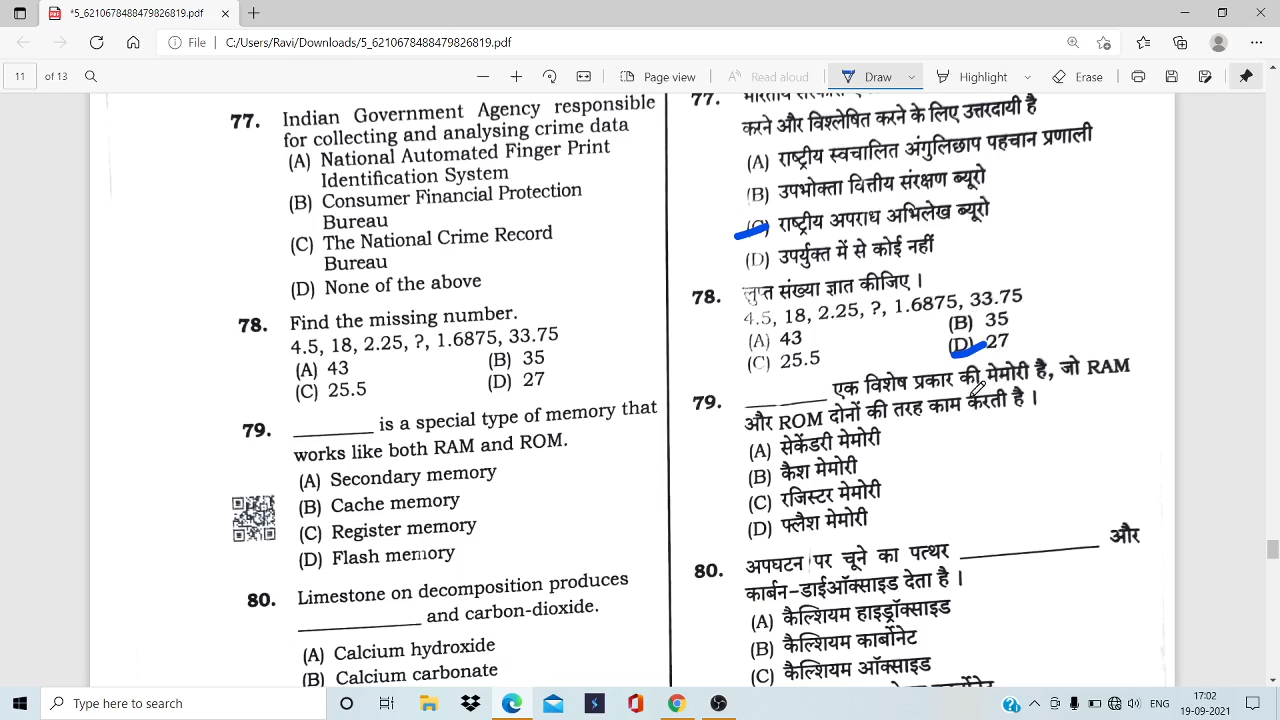 *5_6210678488479826819.pdf
File C:/Users/Ravi/Downloads/5_6210678488479826819.pdf
11 of 13 Page view Read aloud Draw Highlight Erase
77. Indian Government Agency responsible
for collecting and analysing crime data
(A) National Automated Finger Print
Identification System
(B) Consumer Financial Protection
Bureau
(C) The National Crime Record
Bureau
(D) None of the above
78. Find the missing number.
4.5, 18, 2.25, ?, 1.6875, 33.75
(A) 43 (B) 35
(C) 25.5 (D) 27
79. ________ is a special type of memory that
works like both RAM and ROM.
(A) Secondary memory
(B) Cache memory
(C) Register memory
(D) Flash memory
80. Limestone on decomposition produces
____________ and carbon-dioxide.
(A) Calcium hydroxide
(B) Calcium carbonate
77.
करने और विश्लेषित करने के लिए उत्तरदायी है
(A) राष्ट्रीय स्वचालित अंगुलिछाप पहचान प्रणाली
(B) उपभोक्ता वित्तीय संरक्षण ब्यूरो
(C) राष्ट्रीय अपराध अभिलेख ब्यूरो
(D) उपर्युक्त में से कोई नहीं
78. लुप्त संख्या ज्ञात कीजिए ।
4.5, 18, 2.25, ?, 1.6875, 33.75
(A) 43 (B) 35
(C) 25.5 (D) 27
79. ________ एक विशेष प्रकार की मेमोरी है, जो RAM
और ROM दोनों की तरह काम करती है ।
(A) सेकेंडरी मेमोरी
(B) कैश मेमोरी
(C) रजिस्टर मेमोरी
(D) फ्लैश मेमोरी
80. अपघटन पर चूने का पत्थर ____________ और
कार्बन-डाईऑक्साइड देता है ।
(A) कैल्शियम हाइड्रॉक्साइड
(B) कैल्शियम कार्बोनेट
(C) कैल्शियम ऑक्साइड
Type here to search ENG 17:02
19-09-2021